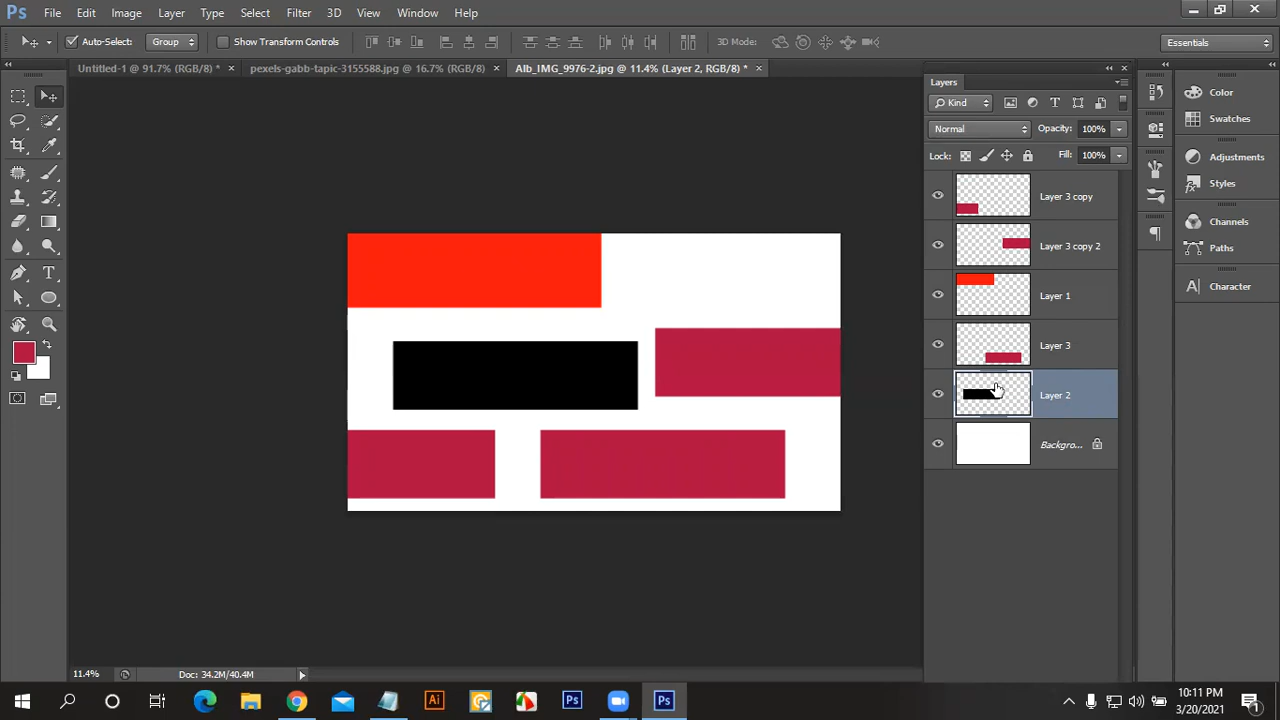 Ps File Edit Image Layer Type Select Filter 3D View Window Help
Auto-Select: Group Show Transform Controls 3D Mode: Essentials
Untitled-1 @ 91.7% (RGB/8) * × pexels-gabb-tapic-3155588.jpg @ 16.7% (RGB/8) × Alb_IMG_9976-2.jpg @ 11.4% (Layer 2, RGB/8) * ×
Layers
Kind
Normal Opacity: 100%
Lock: Fill: 100%
Layer 3 copy
Layer 3 copy 2
Layer 1
Layer 3
Layer 2
Backgro...
Color
Swatches
Adjustments
Styles
Channels
Paths
Character
11.4% Doc: 34.2M/40.4M
Ai Ps Ps
10:11 PM
3/20/2021
1